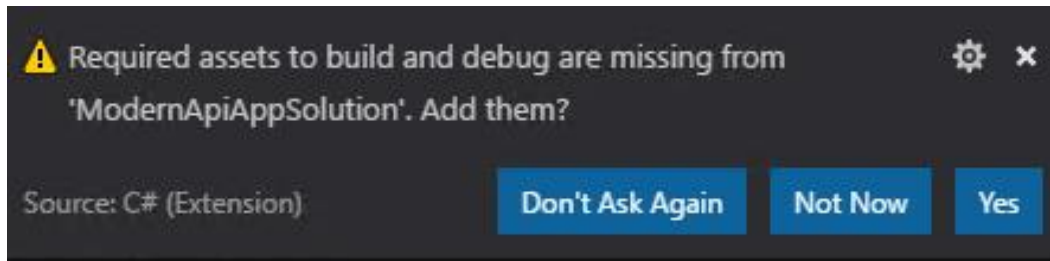 Required assets to build and debug are missing from
'ModernApiAppSolution'. Add them?
Source: C# (Extension)
Don't Ask Again
Not Now
Yes